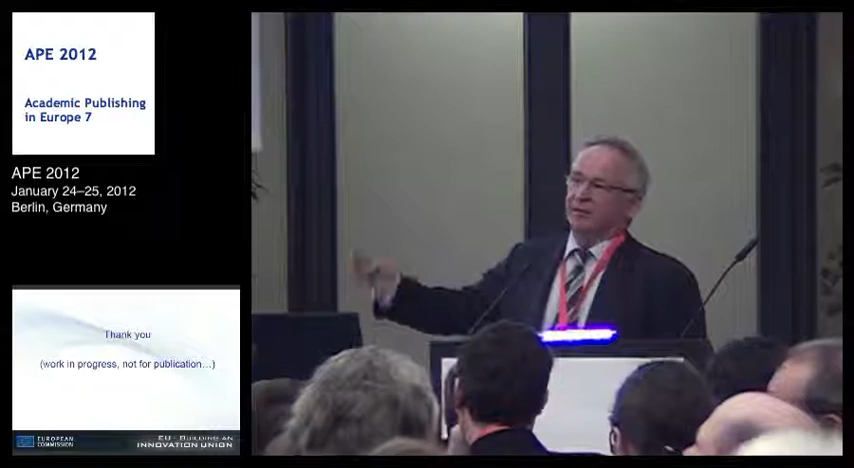 APE 2012
Academic Publishing
in Europe 7
APE 2012
January 24–25, 2012
Berlin, Germany
Thank you
(work in progress, not for publication...)
EUROPEAN
COMMISSION
EU - BUILDING AN
INNOVATION UNION